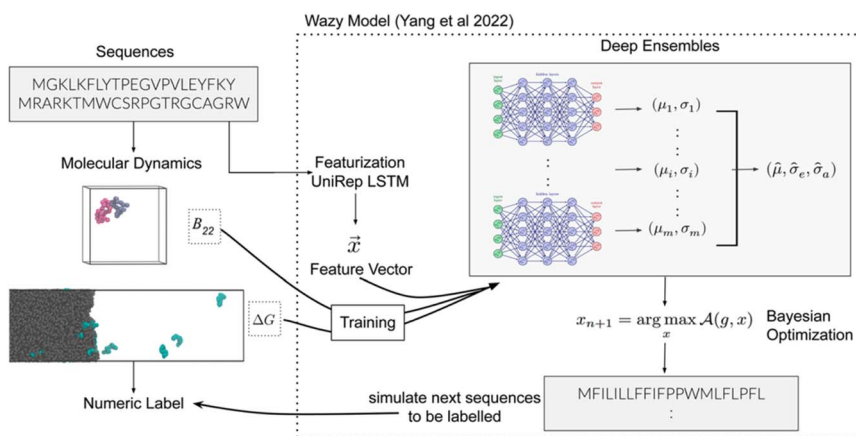 Wazy Model (Yang et al 2022)
Sequences
MGKLKFLYTPEGVPVLEYFKY
MRARKTMWCSRPGTRGCAGRW
Molecular Dynamics
B₂₂
ΔG
Numeric Label
Featurization
UniRep LSTM
x⃗
Feature Vector
Training
Deep Ensembles
(μ₁, σ₁)
(μᵢ, σᵢ)
(μₘ, σₘ)
(μ̂, σ̂ₑ, σ̂ₐ)
xₙ₊₁ = arg max 𝒜(g, x)
x
Bayesian
Optimization
MFILILLFFIFPPWMLFLPFL
simulate next sequences
to be labelled